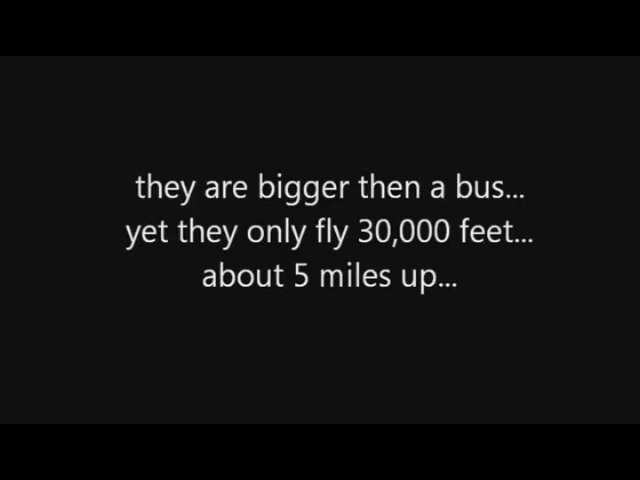 they are bigger then a bus...
yet they only fly 30,000 feet...
about 5 miles up...